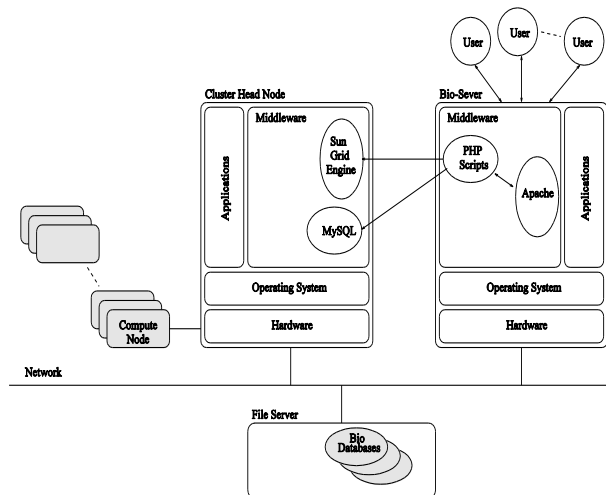 User
User
User
Cluster Head Node
Bio-Sever
Applications
Middleware
Sun
Grid
Engine
MySQL
Middleware
PHP
Scripts
Apache
Applications
Operating System
Hardware
Operating System
Hardware
Compute
Node
Network
File Server
Bio
Databases